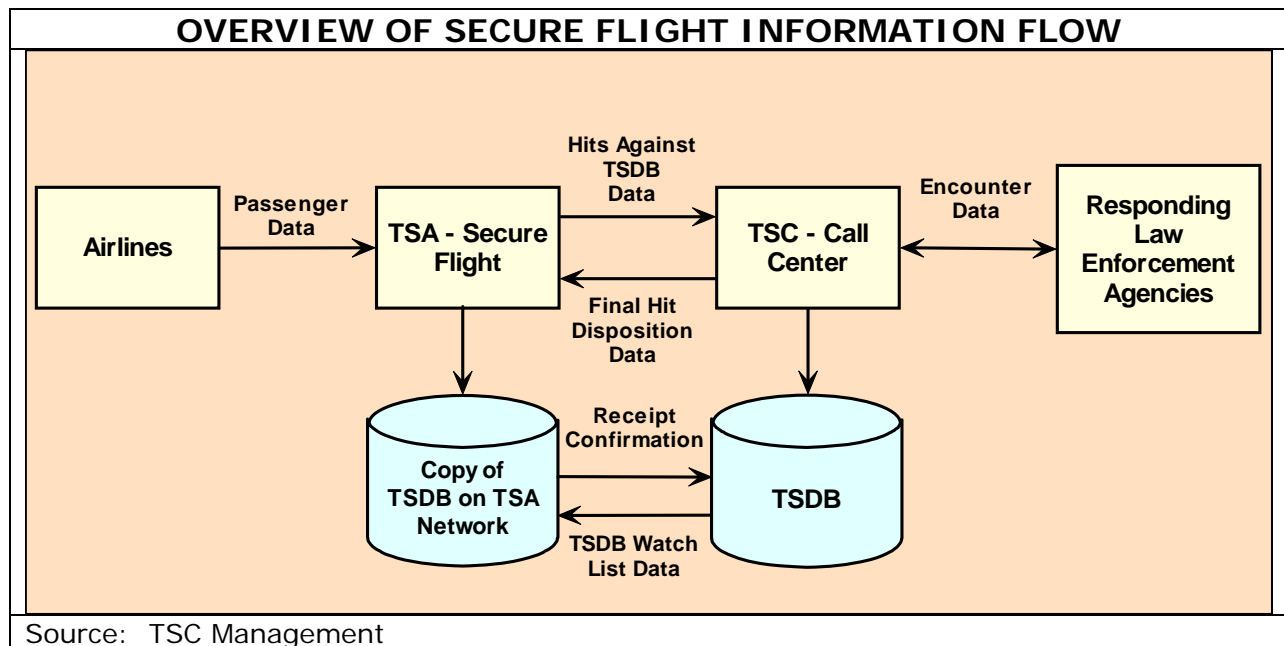 OVERVIEW OF SECURE FLIGHT INFORMATION FLOW
Airlines
Passenger
Data
TSA - Secure
Flight
Hits Against
TSDB
Data
Final Hit
Disposition
Data
TSC - Call
Center
Encounter
Data
Responding
Law
Enforcement
Agencies
Copy of
TSDB on TSA
Network
Receipt
Confirmation
TSDB Watch
List Data
TSDB
Source: TSC Management